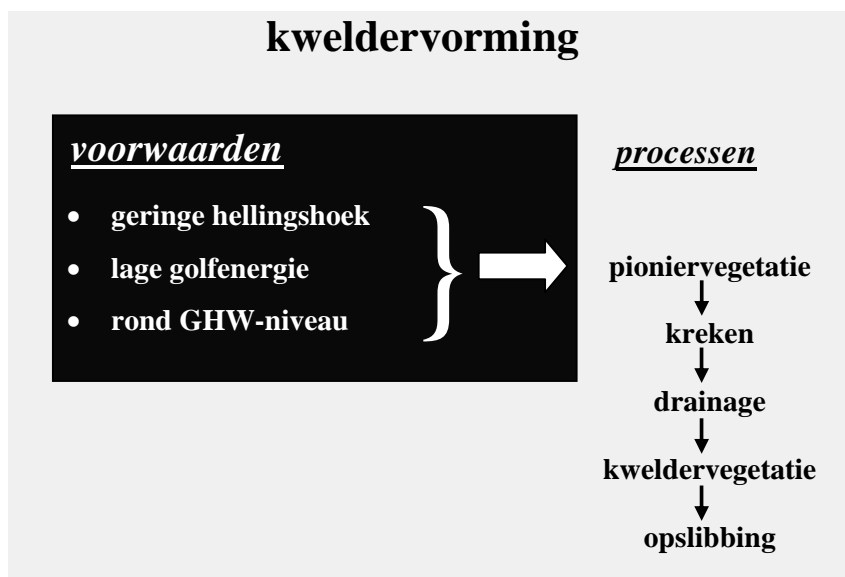 kweldervorming
voorwaarden
• geringe hellingshoek
• lage golfenergie
• rond GHW-niveau
}
processen
pioniervegetatie
kreken
drainage
kweldervegetatie
opslibbing